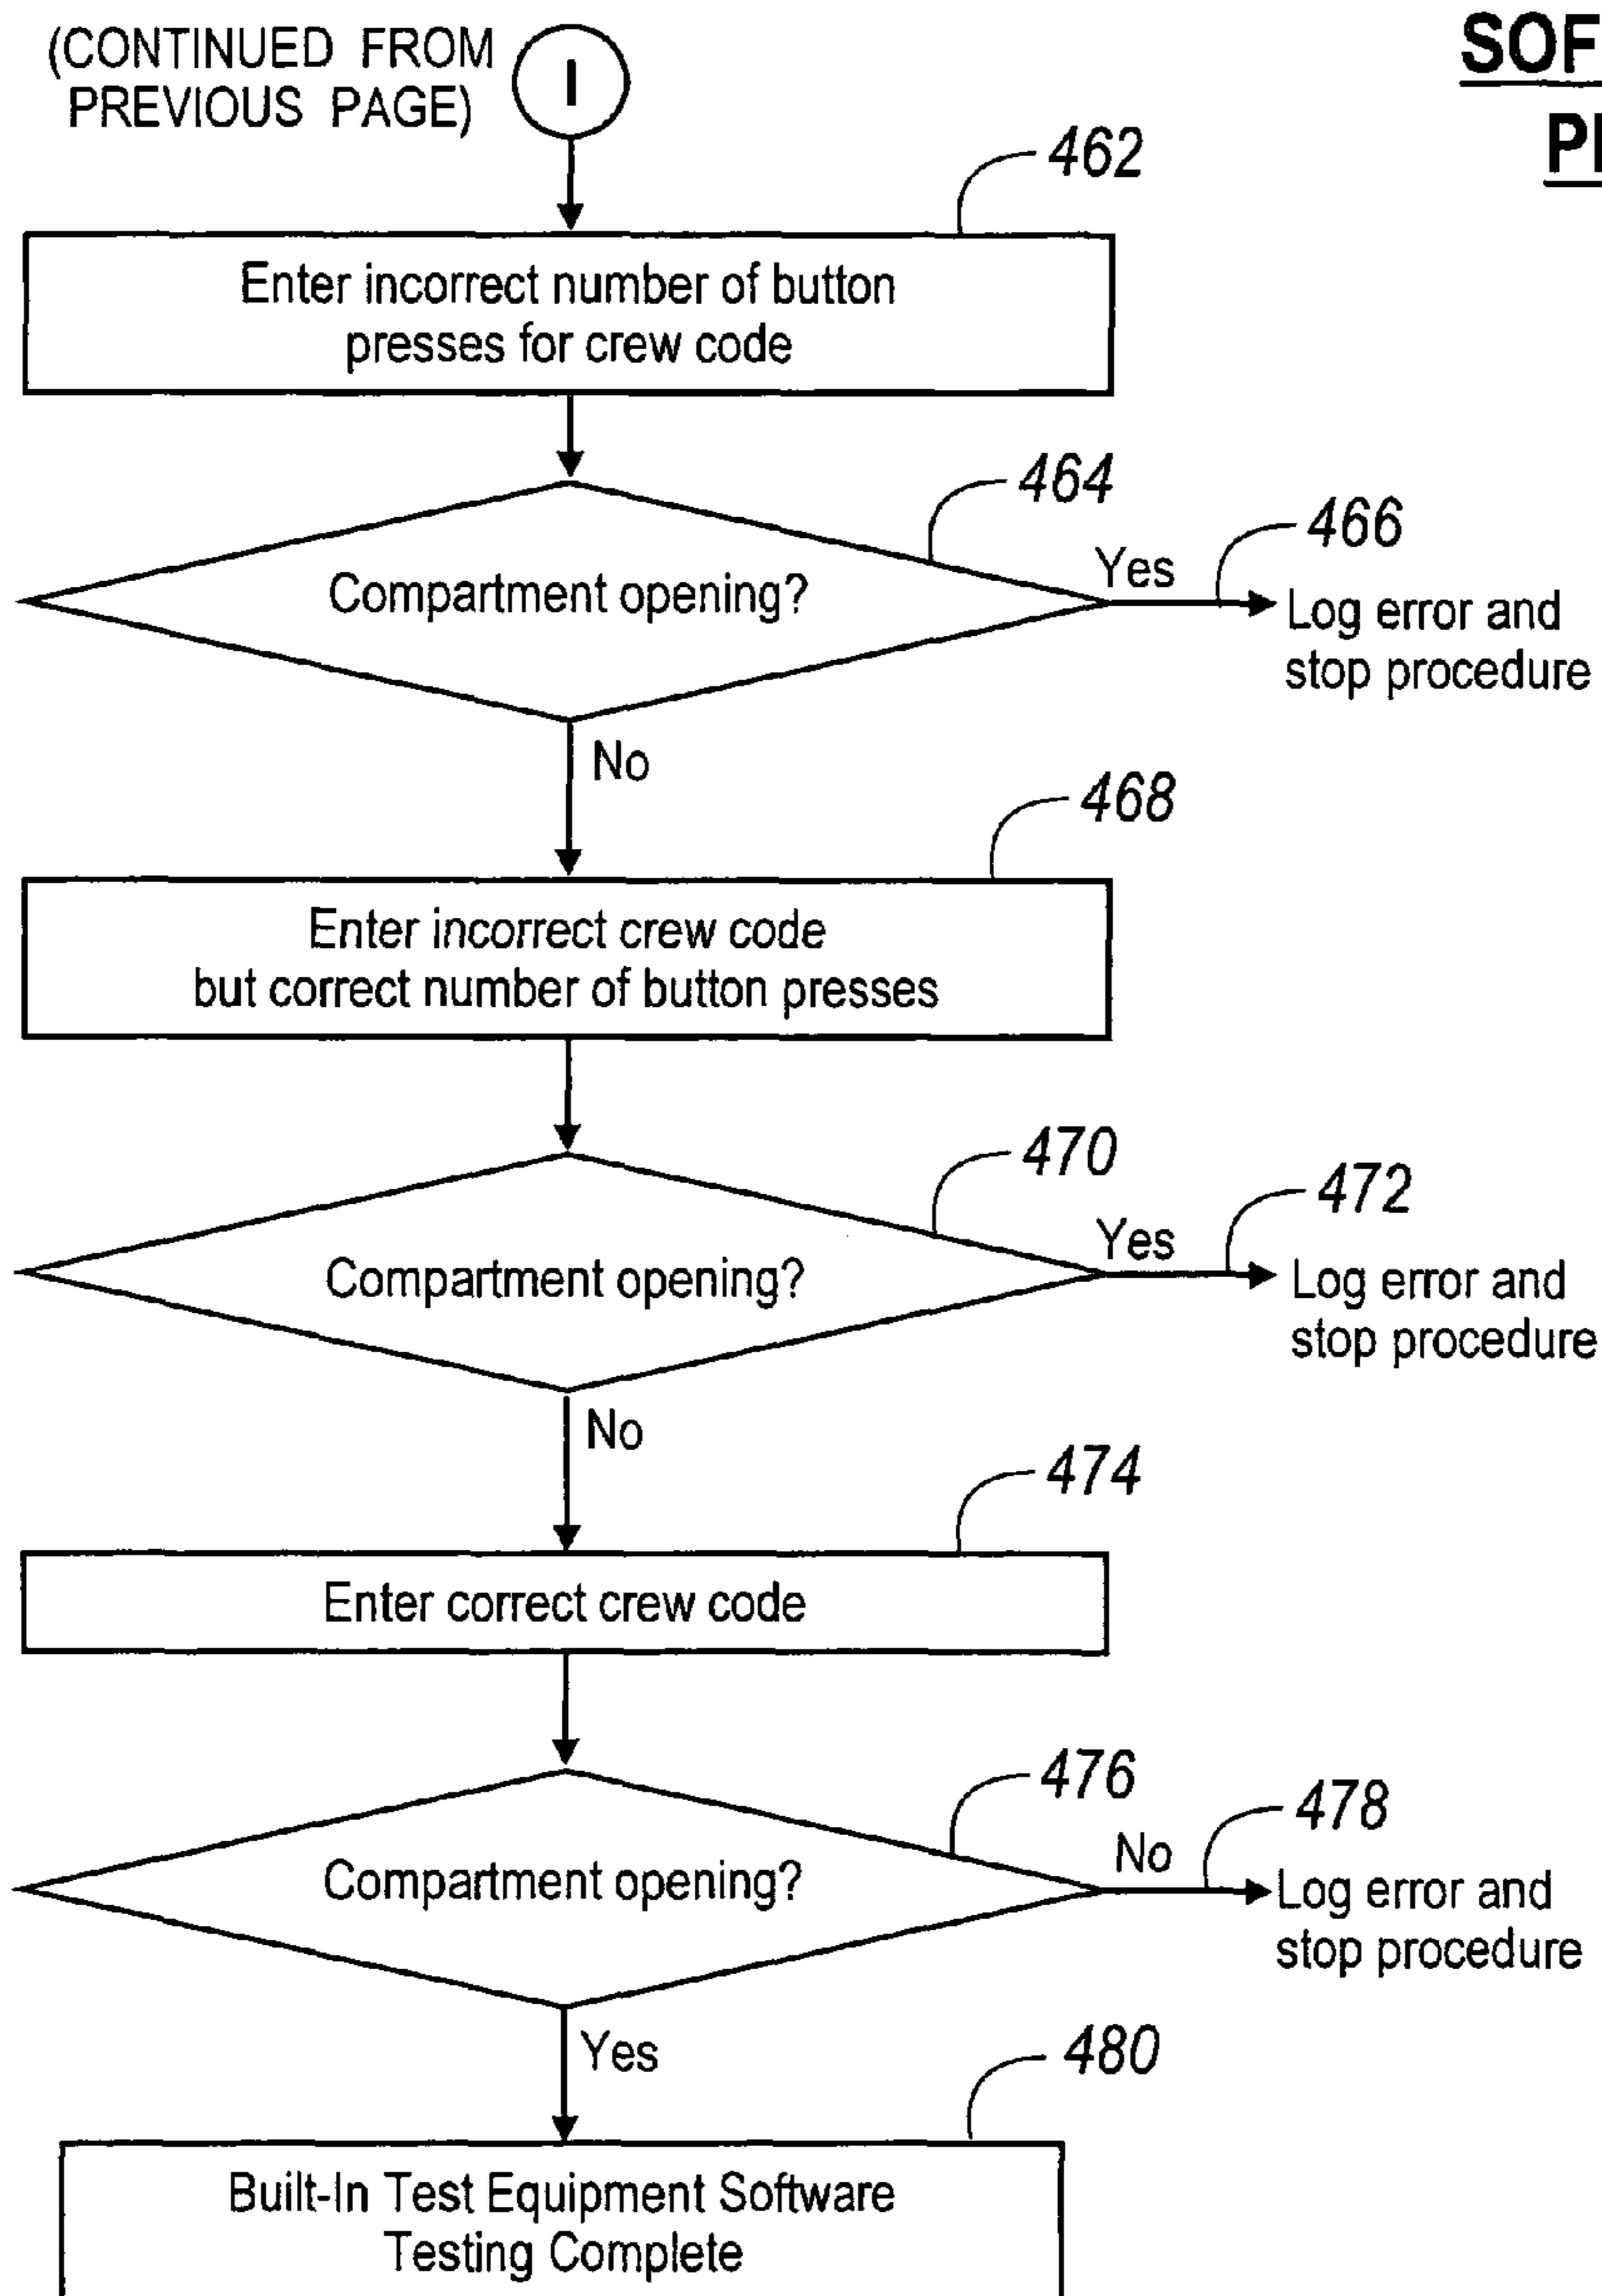 (CONTINUED FROM
PREVIOUS PAGE)
I
462
Enter incorrect number of button
presses for crew code
464
Compartment opening?
Yes
466
Log error and
stop procedure
No
468
Enter incorrect crew code
but correct number of button presses
470
Compartment opening?
Yes
472
Log error and
stop procedure
No
474
Enter correct crew code
476
Compartment opening?
No
478
Log error and
stop procedure
Yes
480
Built-In Test Equipment Software
Testing Complete